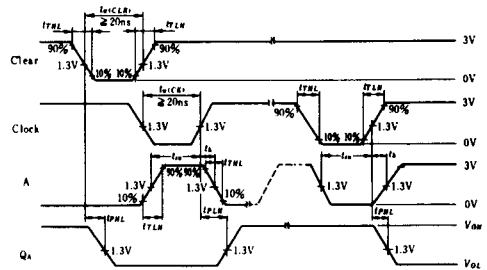 tw(CLR)
≧20ns
tTHL
tTLH
90%
90%
3V
Clear
1.3V
10%
10%
1.3V
0V
tw(CK)
≧20ns
tTHL
tTLH
3V
90%
90%
Clock
1.3V
1.3V
10%
10%
1.3V
0V
tsu
th
tTHL
tsu
th
3V
A
1.3V
90%
90%
1.3V
1.3V
1.3V
10%
10%
0V
tPHL
tTLH
tPLH
tPHL
VOH
QA
1.3V
1.3V
1.3V
VOL